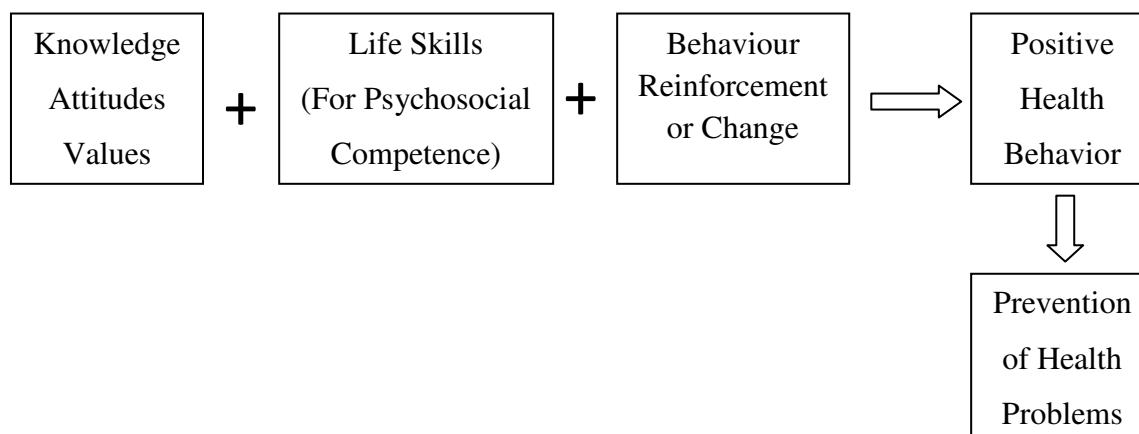 Knowledge
Attitudes
Values
+
Life Skills
(For Psychosocial
Competence)
+
Behaviour
Reinforcement
or Change
Positive
Health
Behavior
Prevention
of Health
Problems